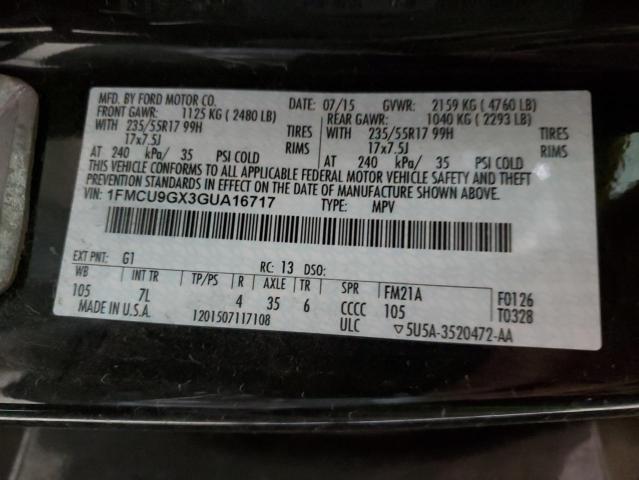 MFD. BY FORD MOTOR CO. DATE: 07/15 GVWR: 2159 KG ( 4760 LB)
FRONT GAWR: 1125 KG ( 2480 LB) REAR GAWR: 1040 KG ( 2293 LB)
WITH 235/55R17 99H TIRES WITH 235/55R17 99H TIRES
17x7.5J RIMS 17x7.5J RIMS
AT 240 kPa/ 35 PSI COLD AT 240 kPa/ 35 PSI COLD
THIS VEHICLE CONFORMS TO ALL APPLICABLE FEDERAL MOTOR VEHICLE SAFETY AND THEFT
PREVENTION STANDARDS IN EFFECT ON THE DATE OF MANUFACTURE SHOWN ABOVE.
VIN: 1FMCU9GX3GUA16717 TYPE: MPV
EXT PNT: G1 RC: 13 DSO:
WB INT TR TP/PS R AXLE TR SPR FM21A F0126
105 7L 4 35 6 CCCC 105 T0328
MADE IN U.S.A. 1201507117108 ULC ▽5U5A-3520472-AA